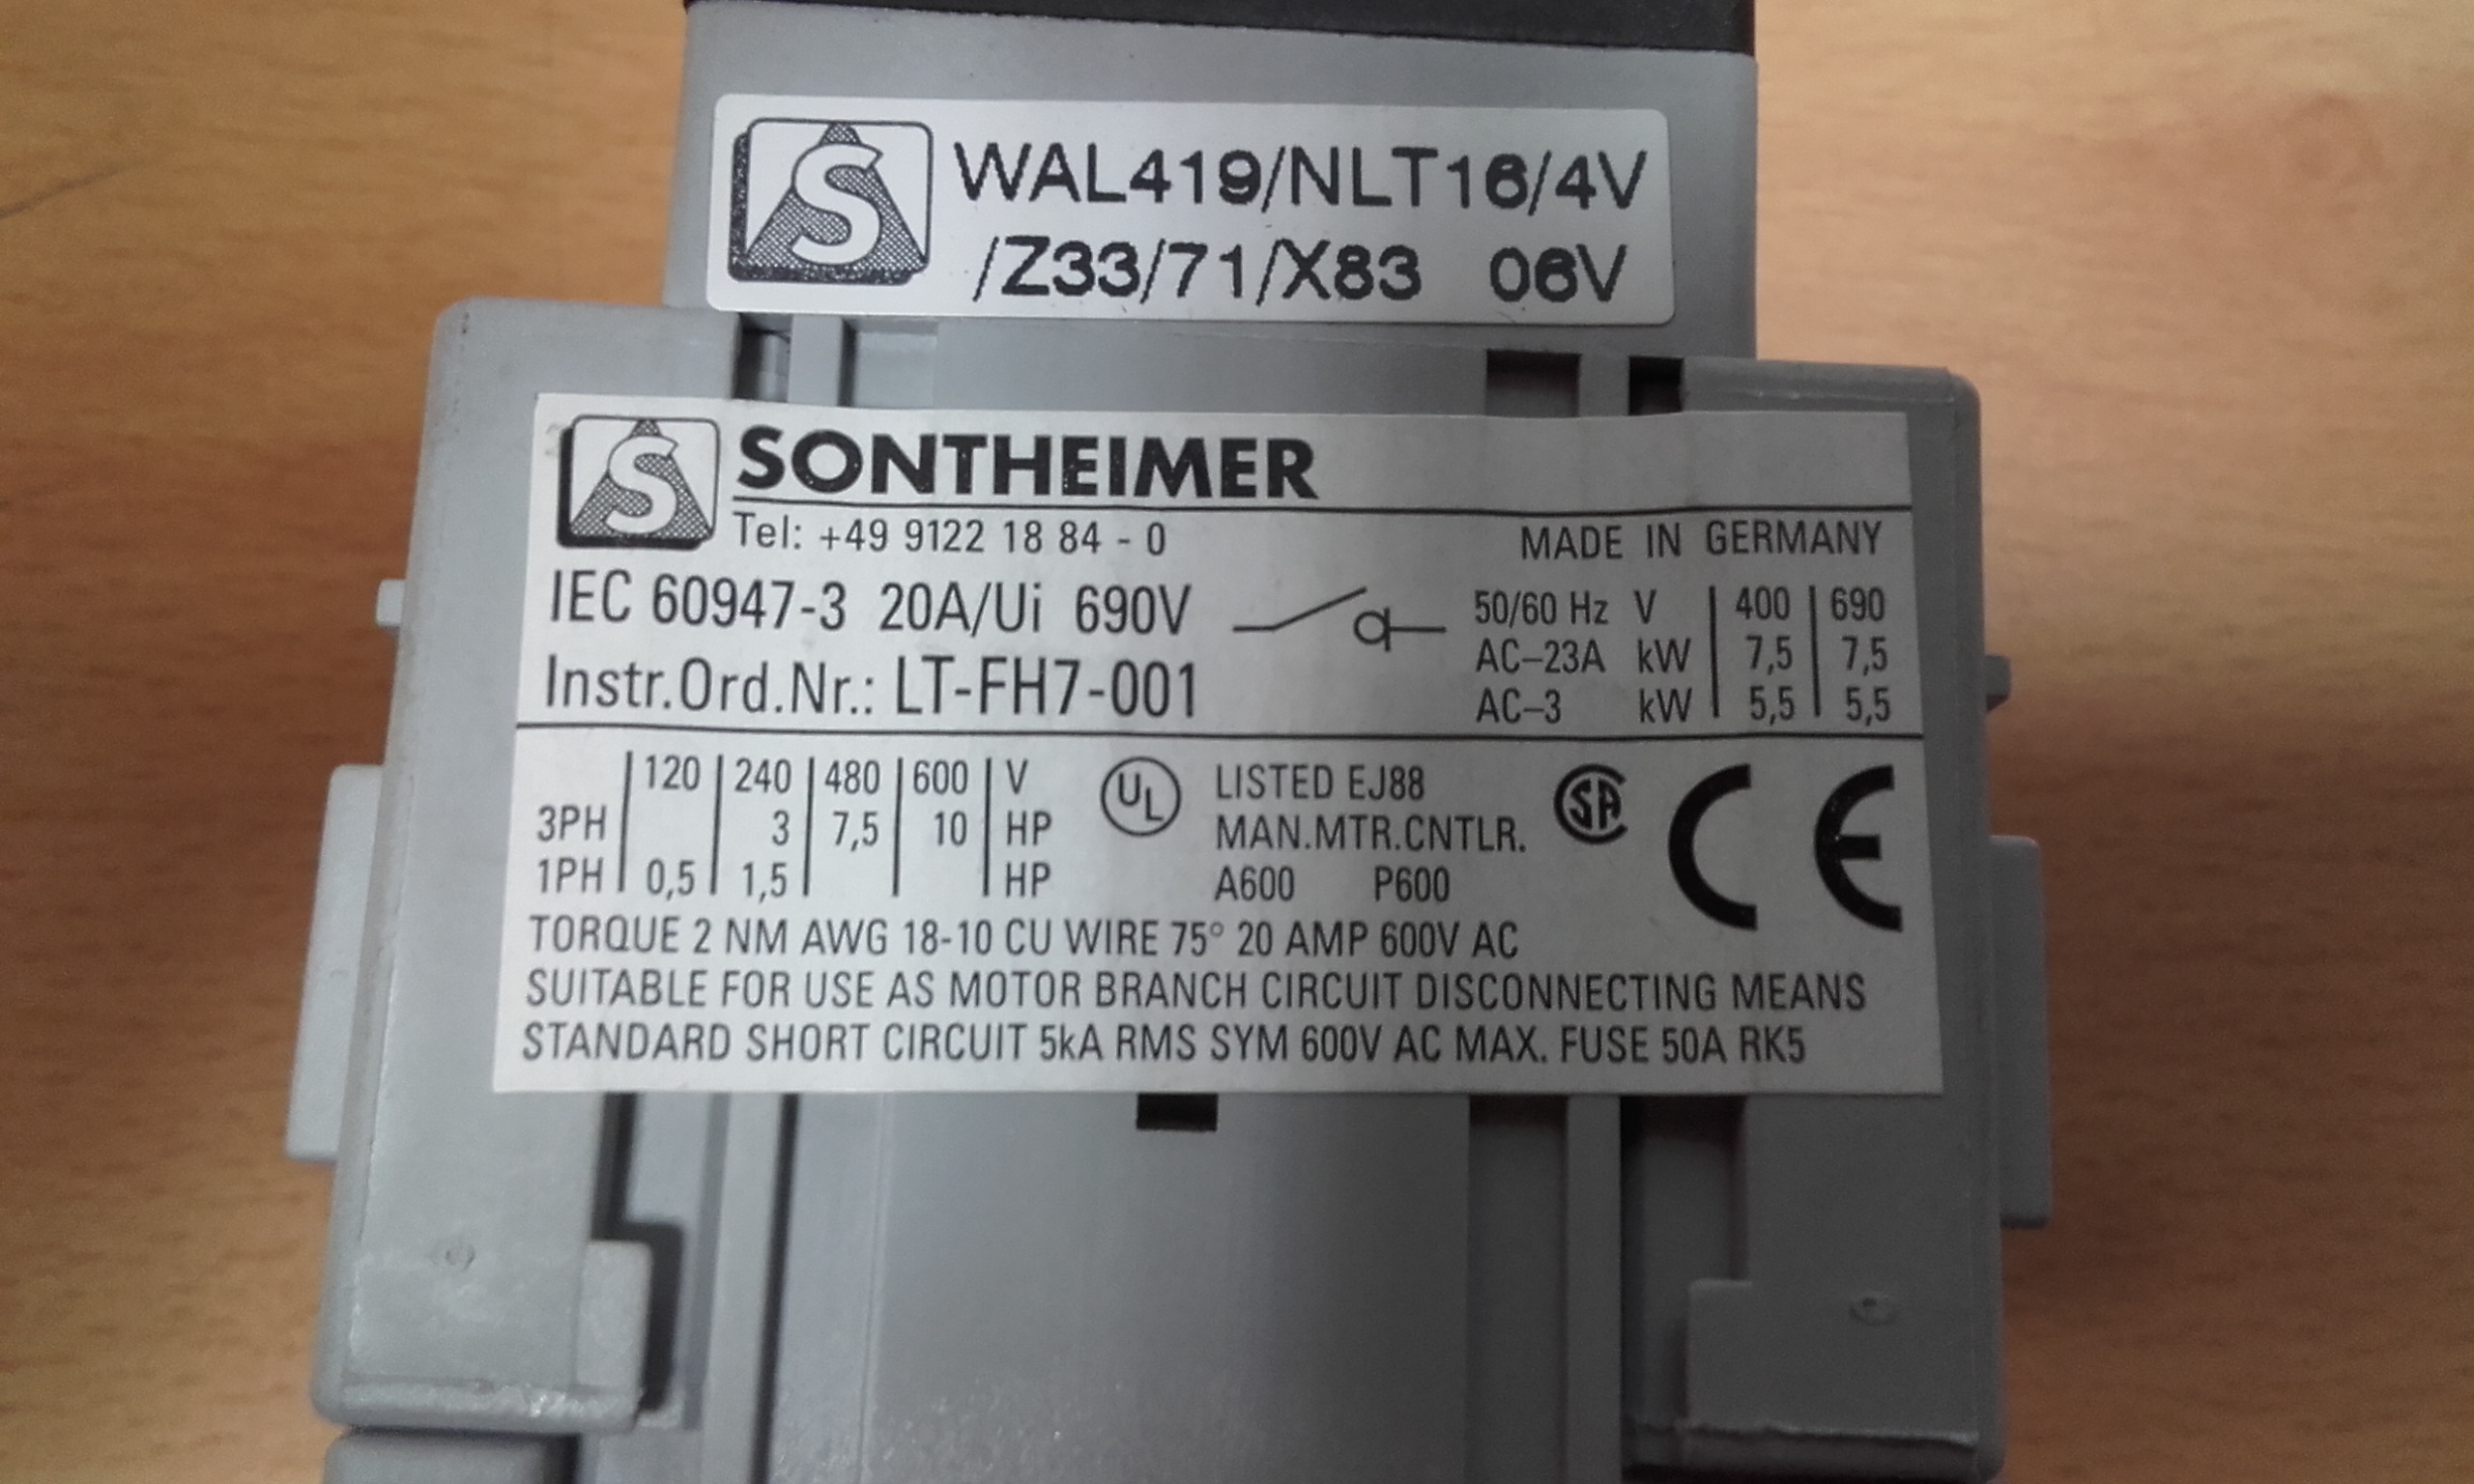 S WAL419/NLT16/4V
/Z33/71/X83 06V
S SONTHEIMER
Tel: +49 9122 18 84 - 0 MADE IN GERMANY
IEC 60947-3 20A/Ui 690V 50/60 Hz V 400 690
AC-23A kW 7,5 7,5
Instr.Ord.Nr.: LT-FH7-001 AC-3 kW 5,5 5,5
120 240 480 600 V
3PH 3 7,5 10 HP
1PH 0,5 1,5 HP
UL LISTED EJ88 SA CE
MAN.MTR.CNTLR.
A600 P600
TORQUE 2 NM AWG 18-10 CU WIRE 75° 20 AMP 600V AC
SUITABLE FOR USE AS MOTOR BRANCH CIRCUIT DISCONNECTING MEANS
STANDARD SHORT CIRCUIT 5kA RMS SYM 600V AC MAX. FUSE 50A RK5